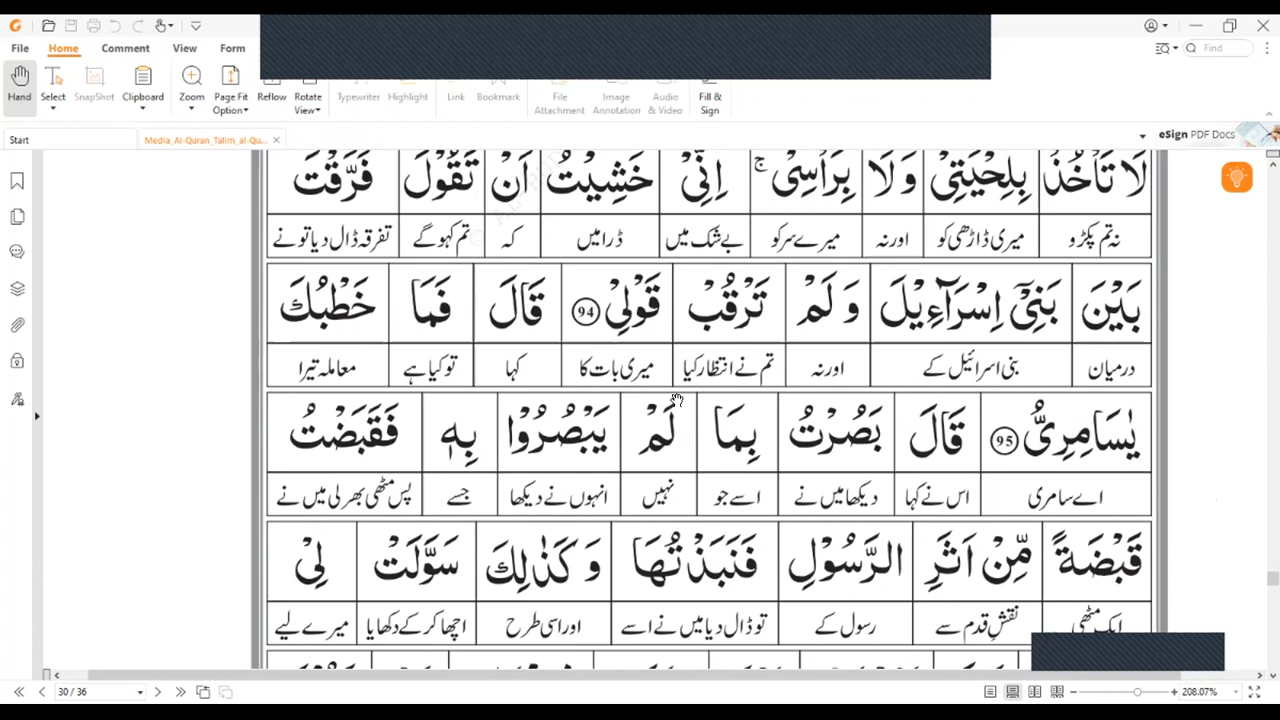 File Home Comment View Form
Find
Hand Select SnapShot Clipboard Zoom Page Fit Option Reflow Rotate View Typewriter Highlight Link Bookmark File Attachment Image Annotation Audio & Video Fill & Sign
Start Media_Al-Quran_Talim_al-Qu... eSign PDF Docs
لَا تَاْخُذْ بِلِحْيَتِىْ وَ لَا بِرَاْسِىْ ۚ اِنِّىْ خَشِيْتُ اَنْ تَقُوْلَ فَرَّقْتَ
نہ تم پکڑو میری ڈاڑھی کو اور نہ میرے سر کو بے شک میں ڈرا میں کہ تم کہو گے تفرقہ ڈال دیا تو نے
بَيْنَ بَنِىْٓ اِسْرَآءِيْلَ وَ لَمْ تَرْقُبْ قَوْلِىْ 94 قَالَ فَمَا خَطْبُكَ
درمیان بنی اسرائیل کے اور نہ تم نے انتظار کیا میری بات کا کہا تو کیا ہے معاملہ تیرا
يٰسَامِرِىُّ 95 قَالَ بَصُرْتُ بِمَا لَمْ يَبْصُرُوْا بِهٖ فَقَبَضْتُ
اے سامری اس نے کہا دیکھا میں نے اسے جو نہیں انہوں نے دیکھا جسے پس مٹھی بھر لی میں نے
قَبْضَةً مِّنْ اَثَرِ الرَّسُوْلِ فَنَبَذْتُهَا وَ كَذٰلِكَ سَوَّلَتْ لِىْ
ایک مٹھی نقشِ قدم سے رسول کے تو ڈال دیا میں نے اسے اور اسی طرح اچھا کر کے دکھایا میرے لیے
30 / 36 208.07%